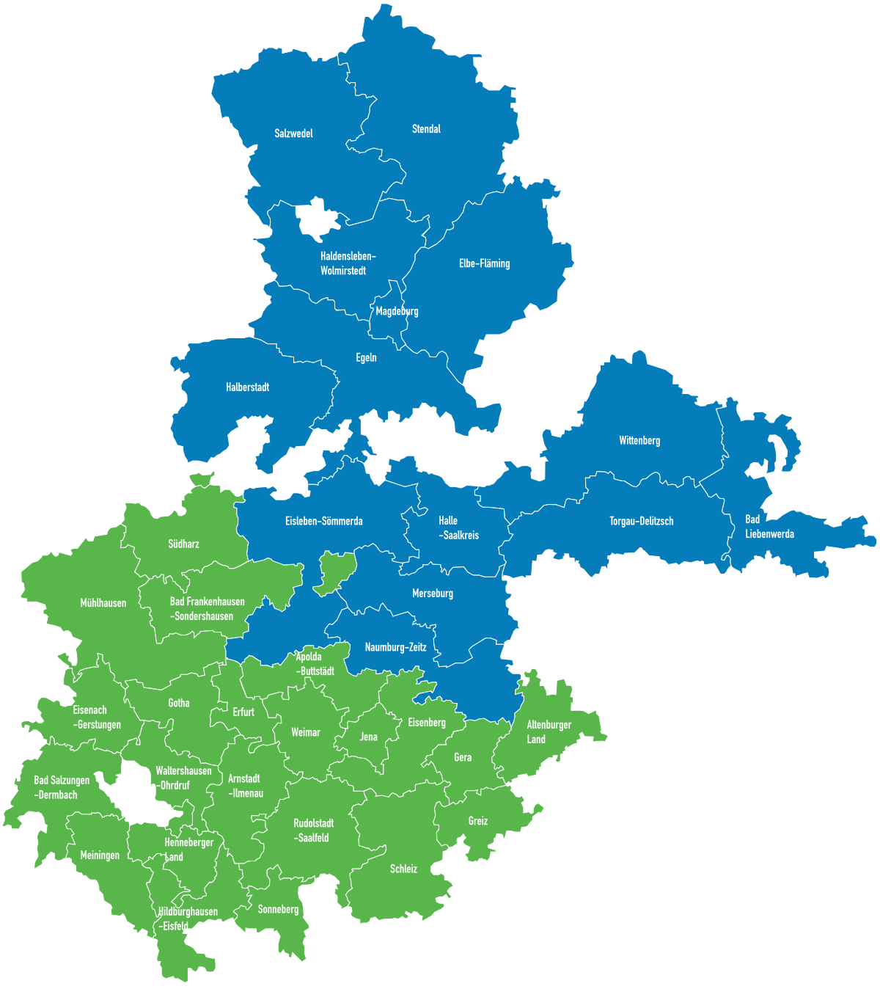 Salzwedel
Stendal
Haldensleben-
Wolmirstedt
Elbe-Fläming
Magdeburg
Egeln
Halberstadt
Wittenberg
Eisleben-Sömmerda
Halle
-Saalkreis
Torgau-Delitzsch
Bad
Liebenwerda
Südharz
Merseburg
Mühlhausen
Bad Frankenhausen
-Sondershausen
Naumburg-Zeitz
Apolda
-Buttstädt
Gotha
Eisenach
-Gerstungen
Erfurt
Weimar
Jena
Eisenberg
Altenburger
Land
Gera
Waltershausen
-Ohrdruf
Arnstadt
-Ilmenau
Bad Salzungen
-Dermbach
Rudolstadt
-Saalfeld
Greiz
Henneberger
Land
Meiningen
Schleiz
Hildburghausen
-Eisfeld
Sonneberg